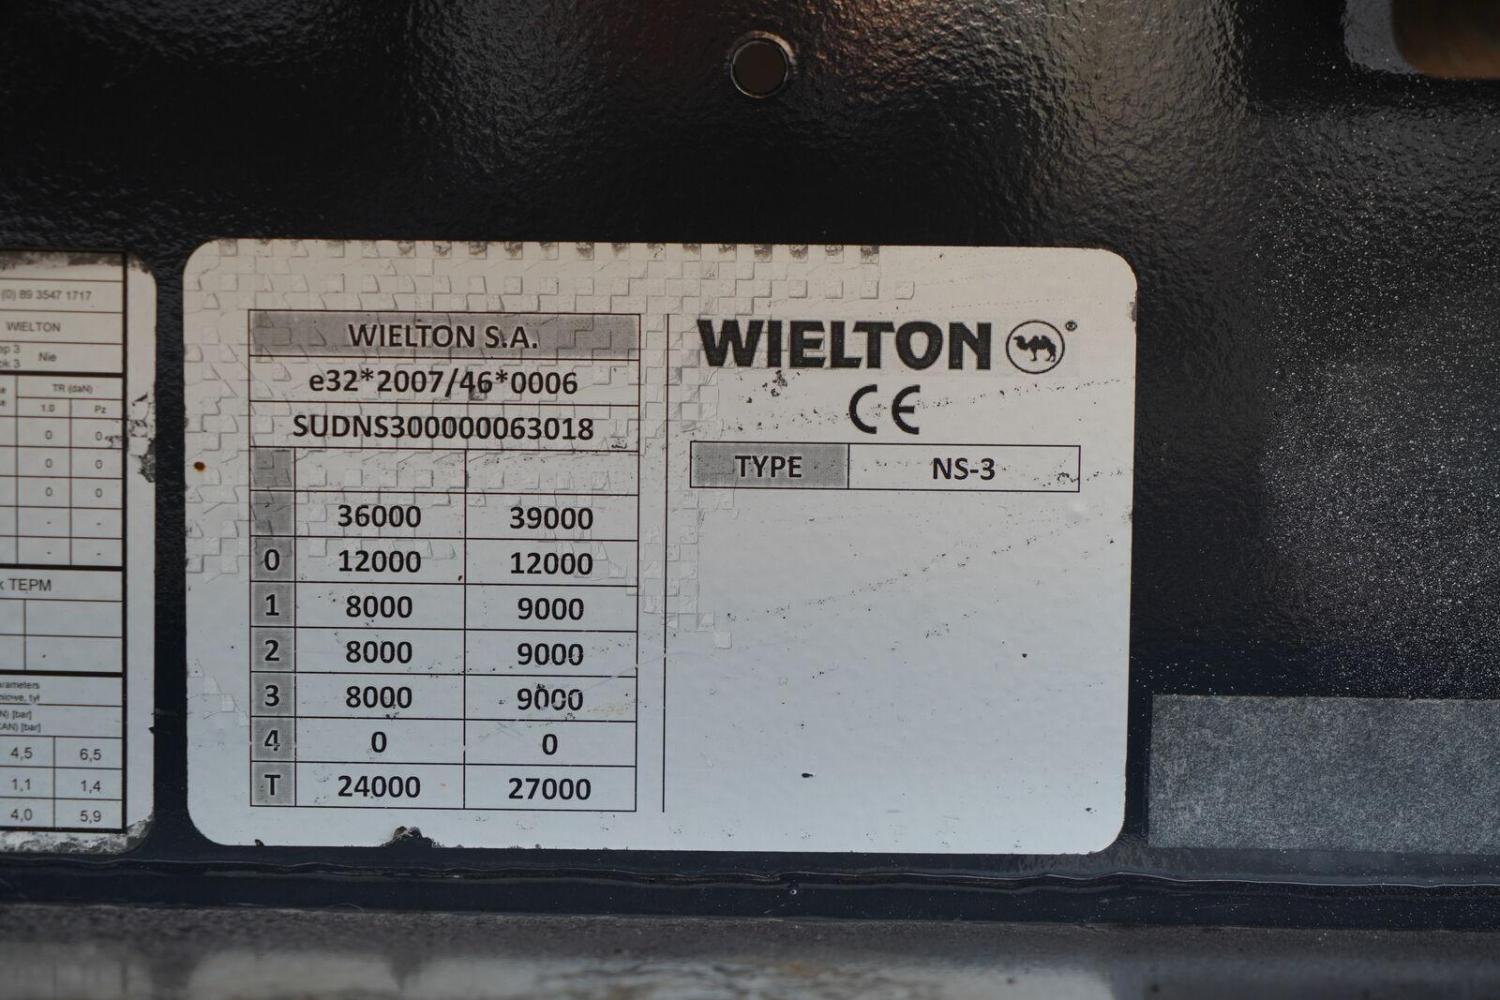 (0) 89 3547 1717
WIELTON
Nie
TR (daN)
1.0 Pz
0 0
0 0
0 0
- -
- -
TEPM
-
[bar]
[bar]
4,5 6,5
1,1 1,4
4,0 5,9
WIELTON S.A.
e32*2007/46*0006
SUDNS300000063018
36000 39000
0 12000 12000
1 8000 9000
2 8000 9000
3 8000 9000
4 0 0
T 24000 27000
WIELTON ®
CE
TYPE NS-3